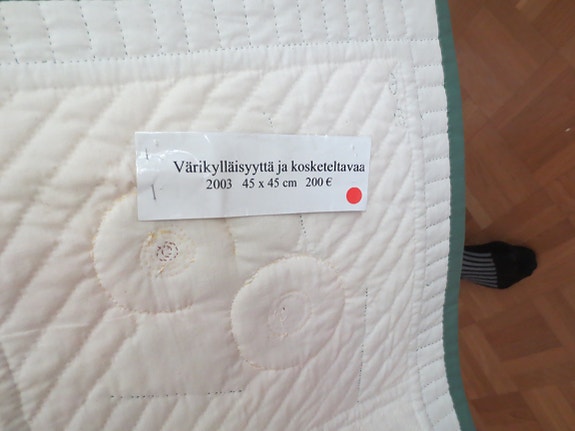 Värikylläisyyttä ja kosketeltavaa
2003 45 x 45 cm 200 €